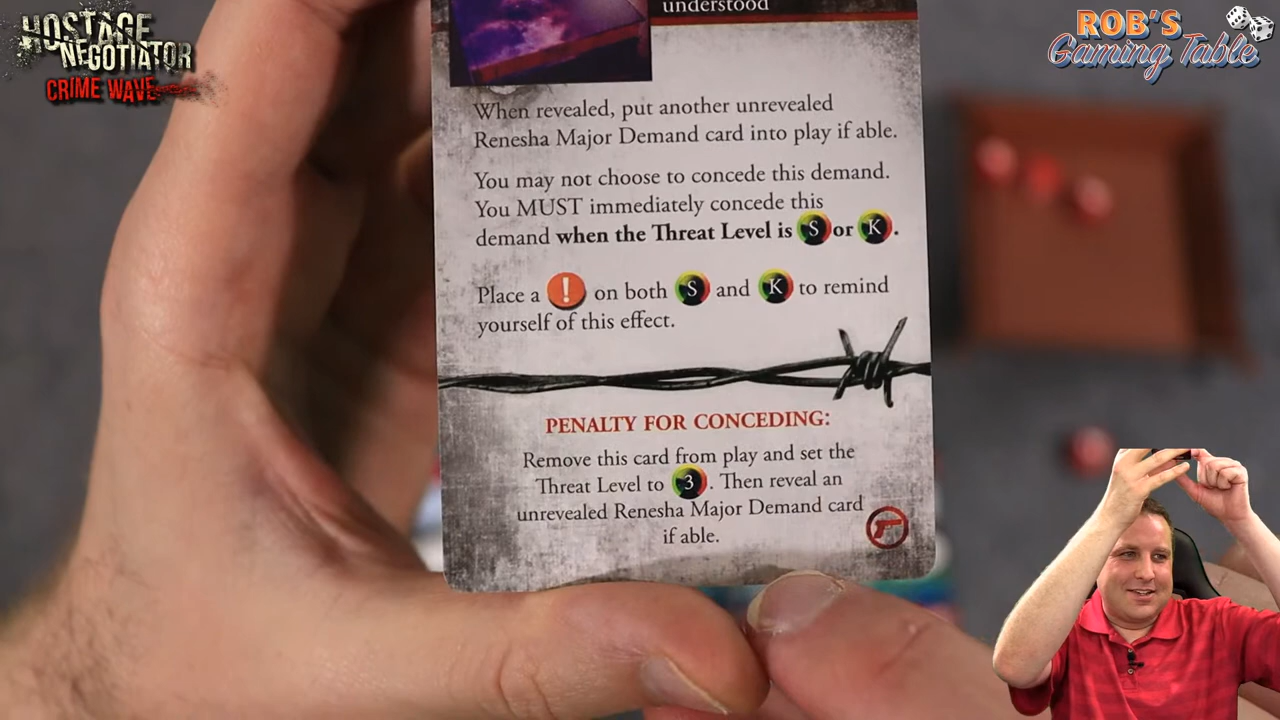 HOSTAGE
NEGOTIATOR
CRIME WAVE
ROB'S
Gaming Table
understood
When revealed, put another unrevealed
Renesha Major Demand card into play if able.
You may not choose to concede this demand.
You MUST immediately concede this
demand when the Threat Level is S or K.
Place a ! on both S and K to remind
yourself of this effect.
PENALTY FOR CONCEDING:
Remove this card from play and set the
Threat Level to 3. Then reveal an
unrevealed Renesha Major Demand card
if able.